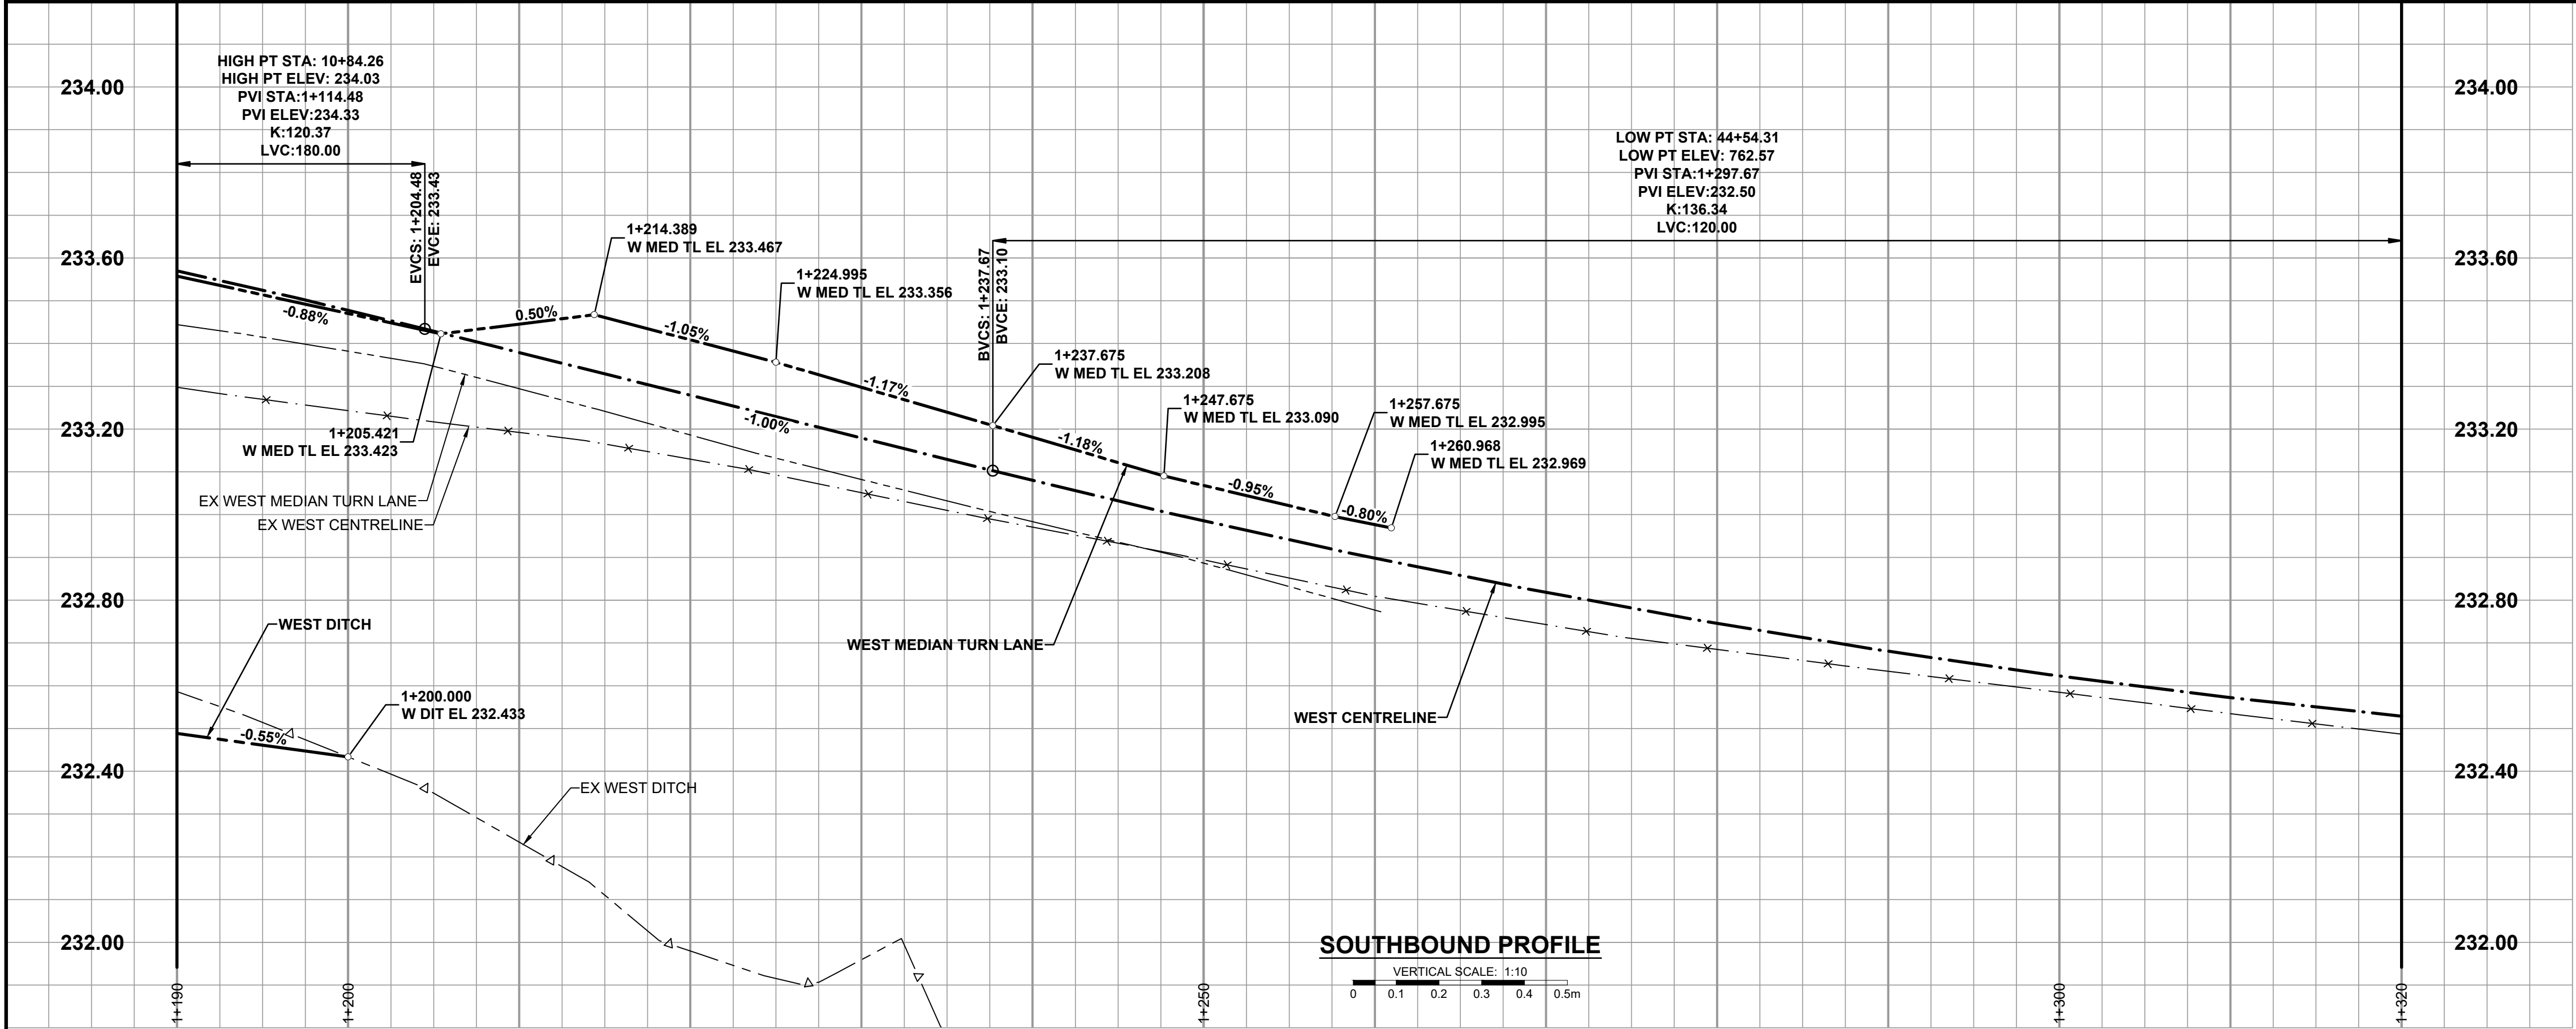 HIGH PT STA: 10+84.26
HIGH PT ELEV: 234.03
PVI STA:1+114.48
PVI ELEV:234.33
K:120.37
LVC:180.00
LOW PT STA: 44+54.31
LOW PT ELEV: 762.57
PVI STA:1+297.67
PVI ELEV:232.50
K:136.34
LVC:120.00
234.00
234.00
EVCS: 1+204.48
EVCE: 233.43
1+214.389
W MED TL EL 233.467
233.60
233.60
1+224.995
W MED TL EL 233.356
BVCS: 1+237.67
BVCE: 233.10
-0.88%
0.50%
-1.05%
1+237.675
W MED TL EL 233.208
-1.17%
1+247.675
W MED TL EL 233.090
1+257.675
W MED TL EL 232.995
233.20
-1.00%
233.20
1+205.421
W MED TL EL 233.423
-1.18%
1+260.968
W MED TL EL 232.969
-0.95%
-0.80%
EX WEST MEDIAN TURN LANE
EX WEST CENTRELINE
232.80
232.80
WEST DITCH
WEST MEDIAN TURN LANE
1+200.000
W DIT EL 232.433
WEST CENTRELINE
-0.55%
232.40
232.40
EX WEST DITCH
232.00
232.00
SOUTHBOUND PROFILE
VERTICAL SCALE: 1:10
0 0.1 0.2 0.3 0.4 0.5m
1+190
1+200
1+250
1+300
1+320